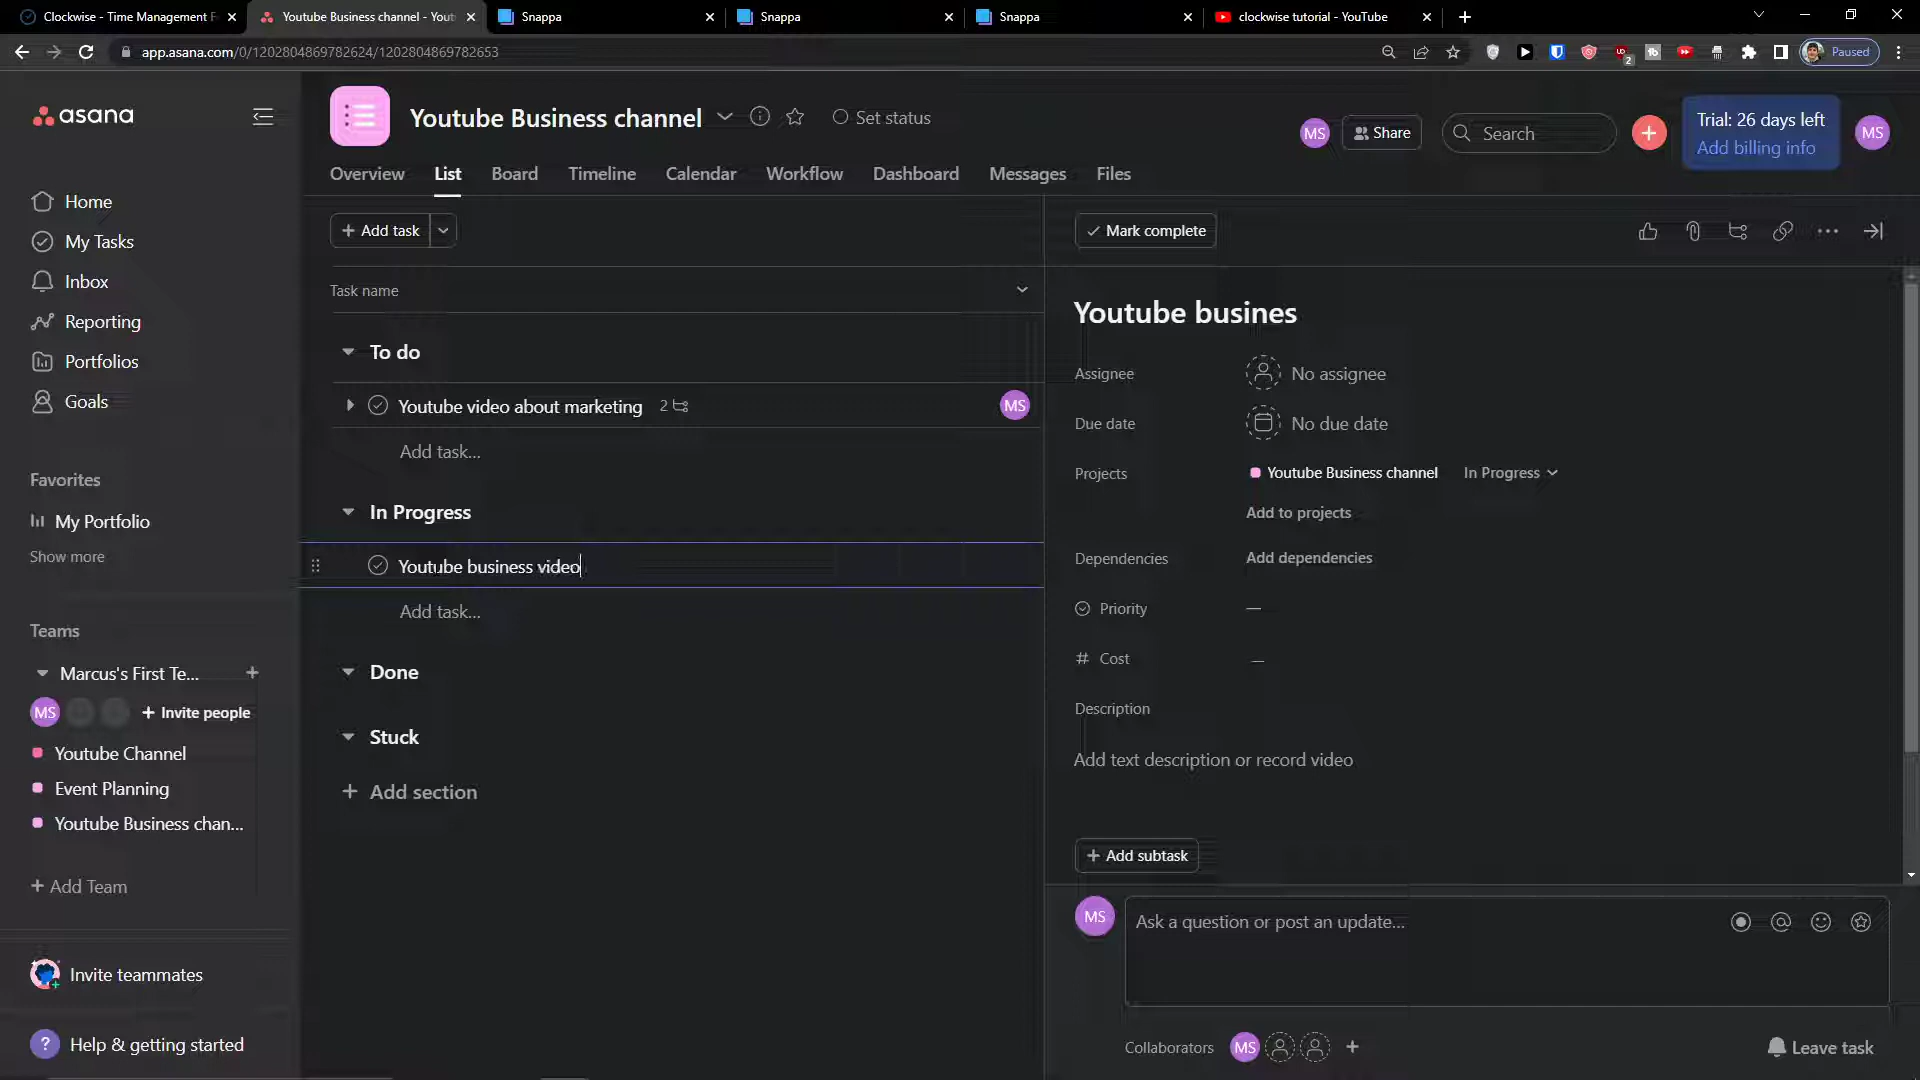 Clockwise - Time Management F
Youtube Business channel - Yout
Snappa
Snappa
Snappa
clockwise tutorial - YouTube
app.asana.com/0/1202804869782624/1202804869782653
2
Paused
asana
Youtube Business channel
Set status
MS
Share
Search
Trial: 26 days left
Add billing info
MS
Overview
List
Board
Timeline
Calendar
Workflow
Dashboard
Messages
Files
Home
My Tasks
Inbox
Reporting
Portfolios
Goals
Favorites
My Portfolio
Show more
Teams
Marcus's First Te...
MS
Invite people
Youtube Channel
Event Planning
Youtube Business chan...
+ Add Team
Invite teammates
Help & getting started
+ Add task
Task name
To do
Youtube video about marketing
2
MS
Add task...
In Progress
Youtube business video
Add task...
Done
Stuck
+ Add section
Mark complete
Youtube busines
Assignee
No assignee
Due date
No due date
Projects
Youtube Business channel
In Progress
Add to projects
Dependencies
Add dependencies
Priority
—
# Cost
—
Description
Add text description or record video
+ Add subtask
MS
Ask a question or post an update...
Collaborators
MS
Leave task